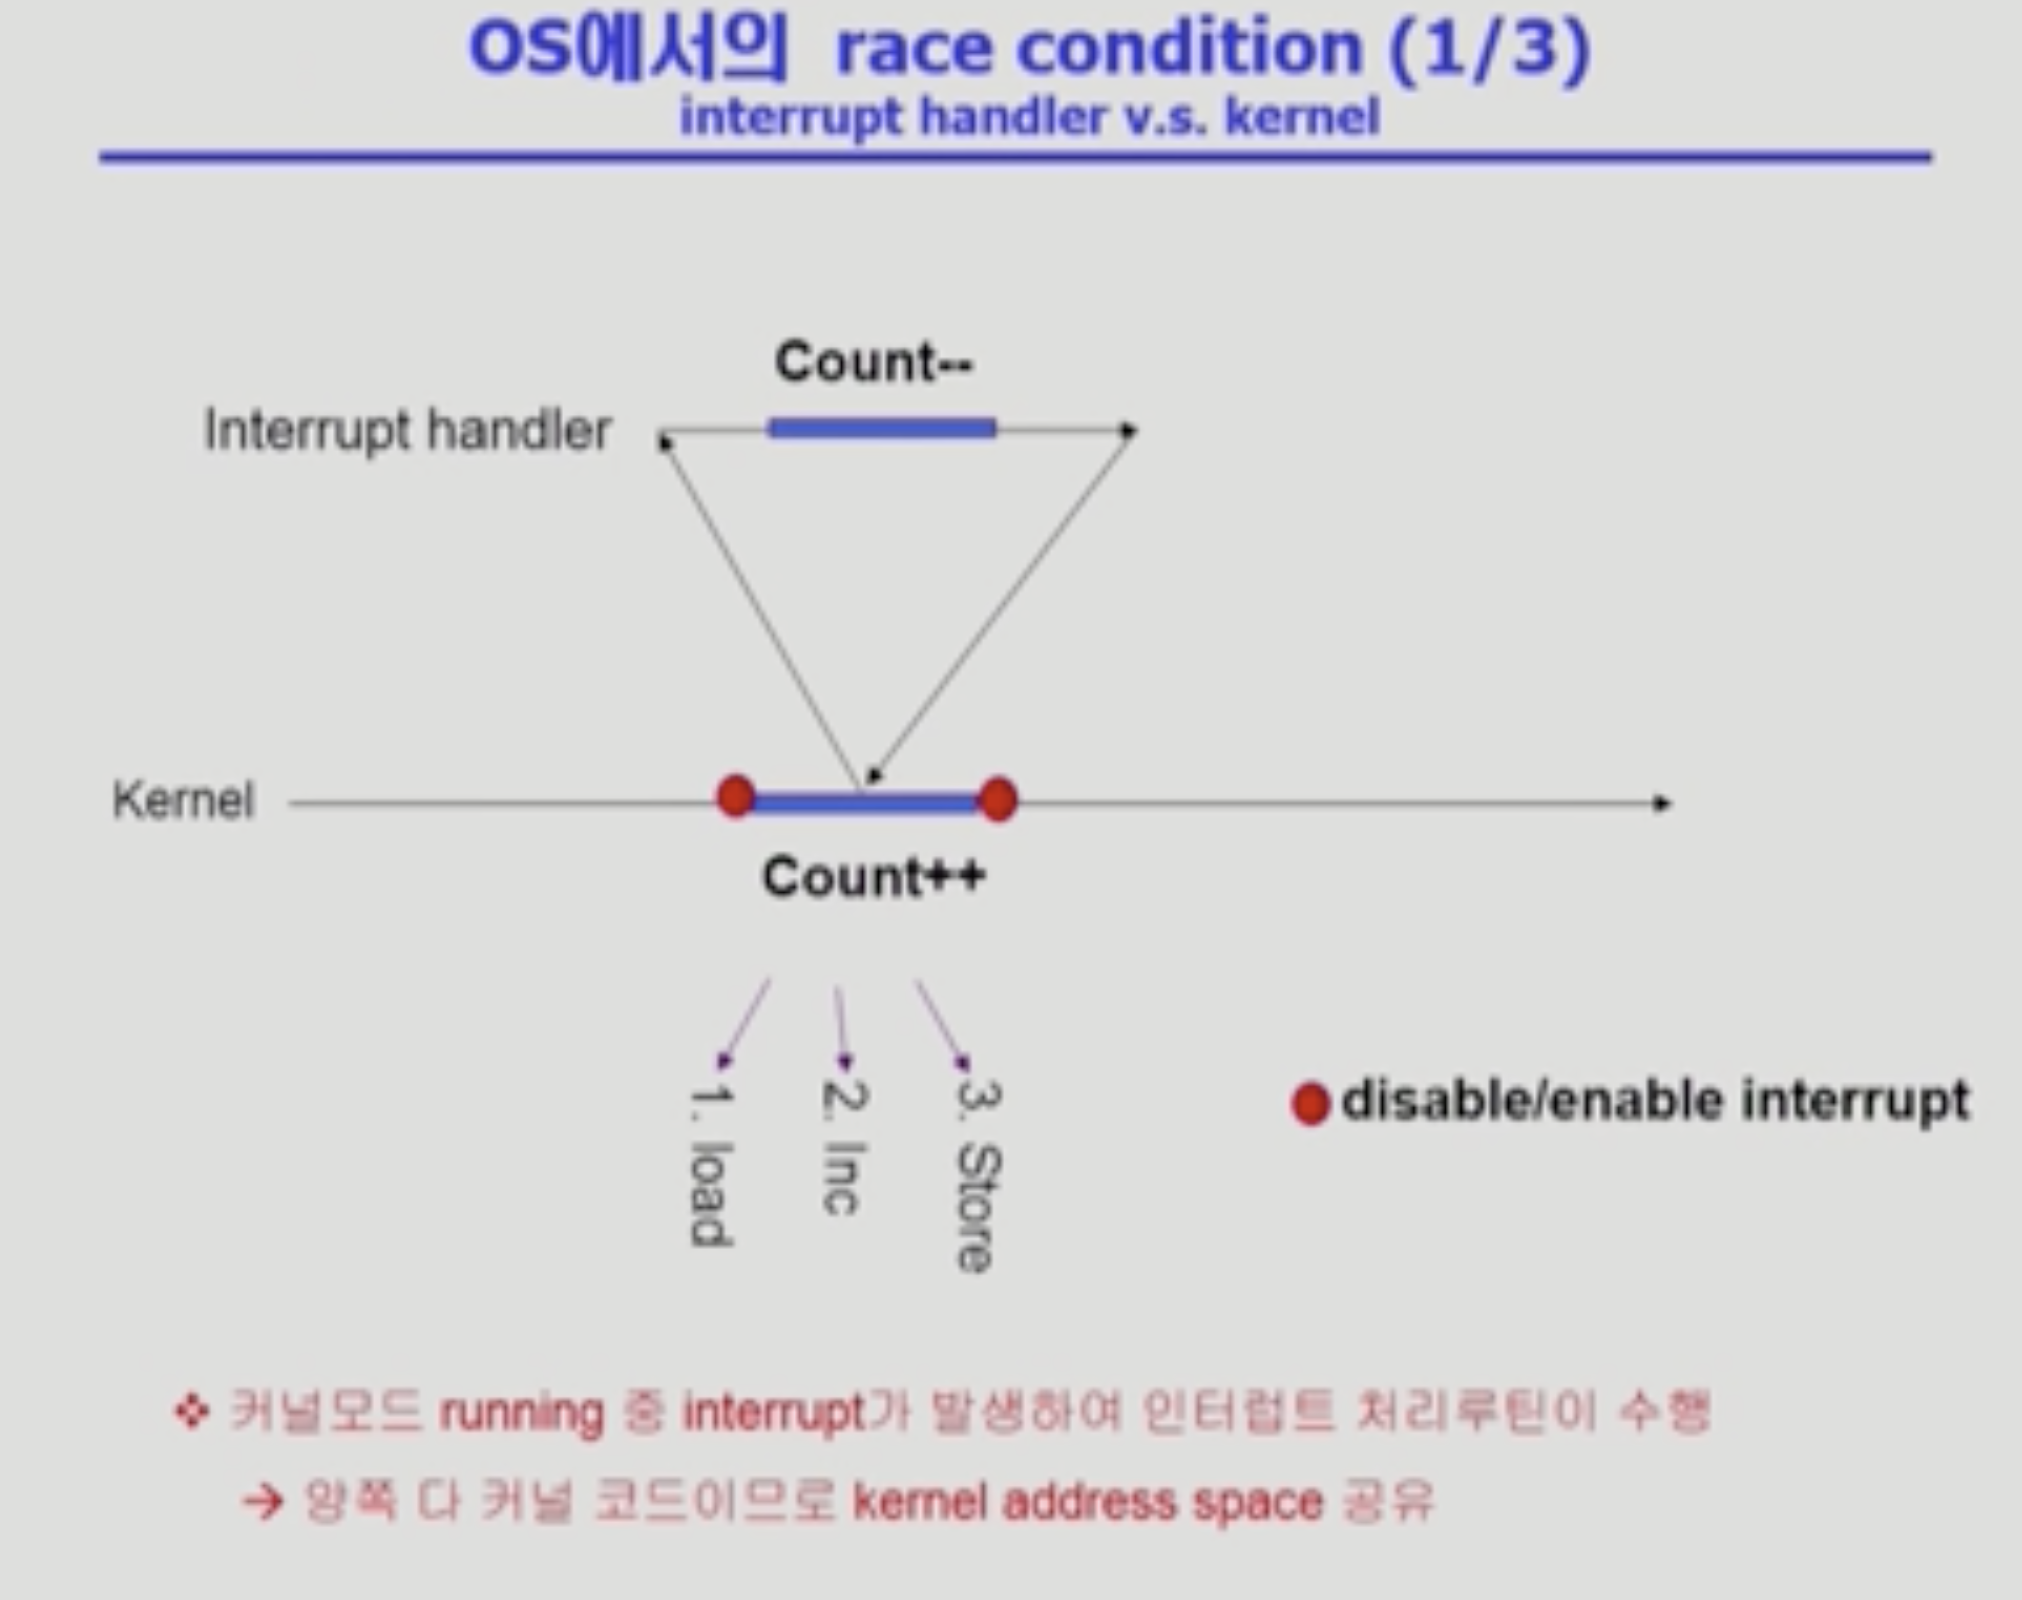 OS에서의 race condition (1/3)
interrupt handler v.s. kernel
Count--
Interrupt handler
Kernel
Count++
1. load
2. Inc
3. Store
disable/enable interrupt
❖ 커널모드 running 중 interrupt가 발생하여 인터럽트 처리루틴이 수행
→ 양쪽 다 커널 코드이므로 kernel address space 공유